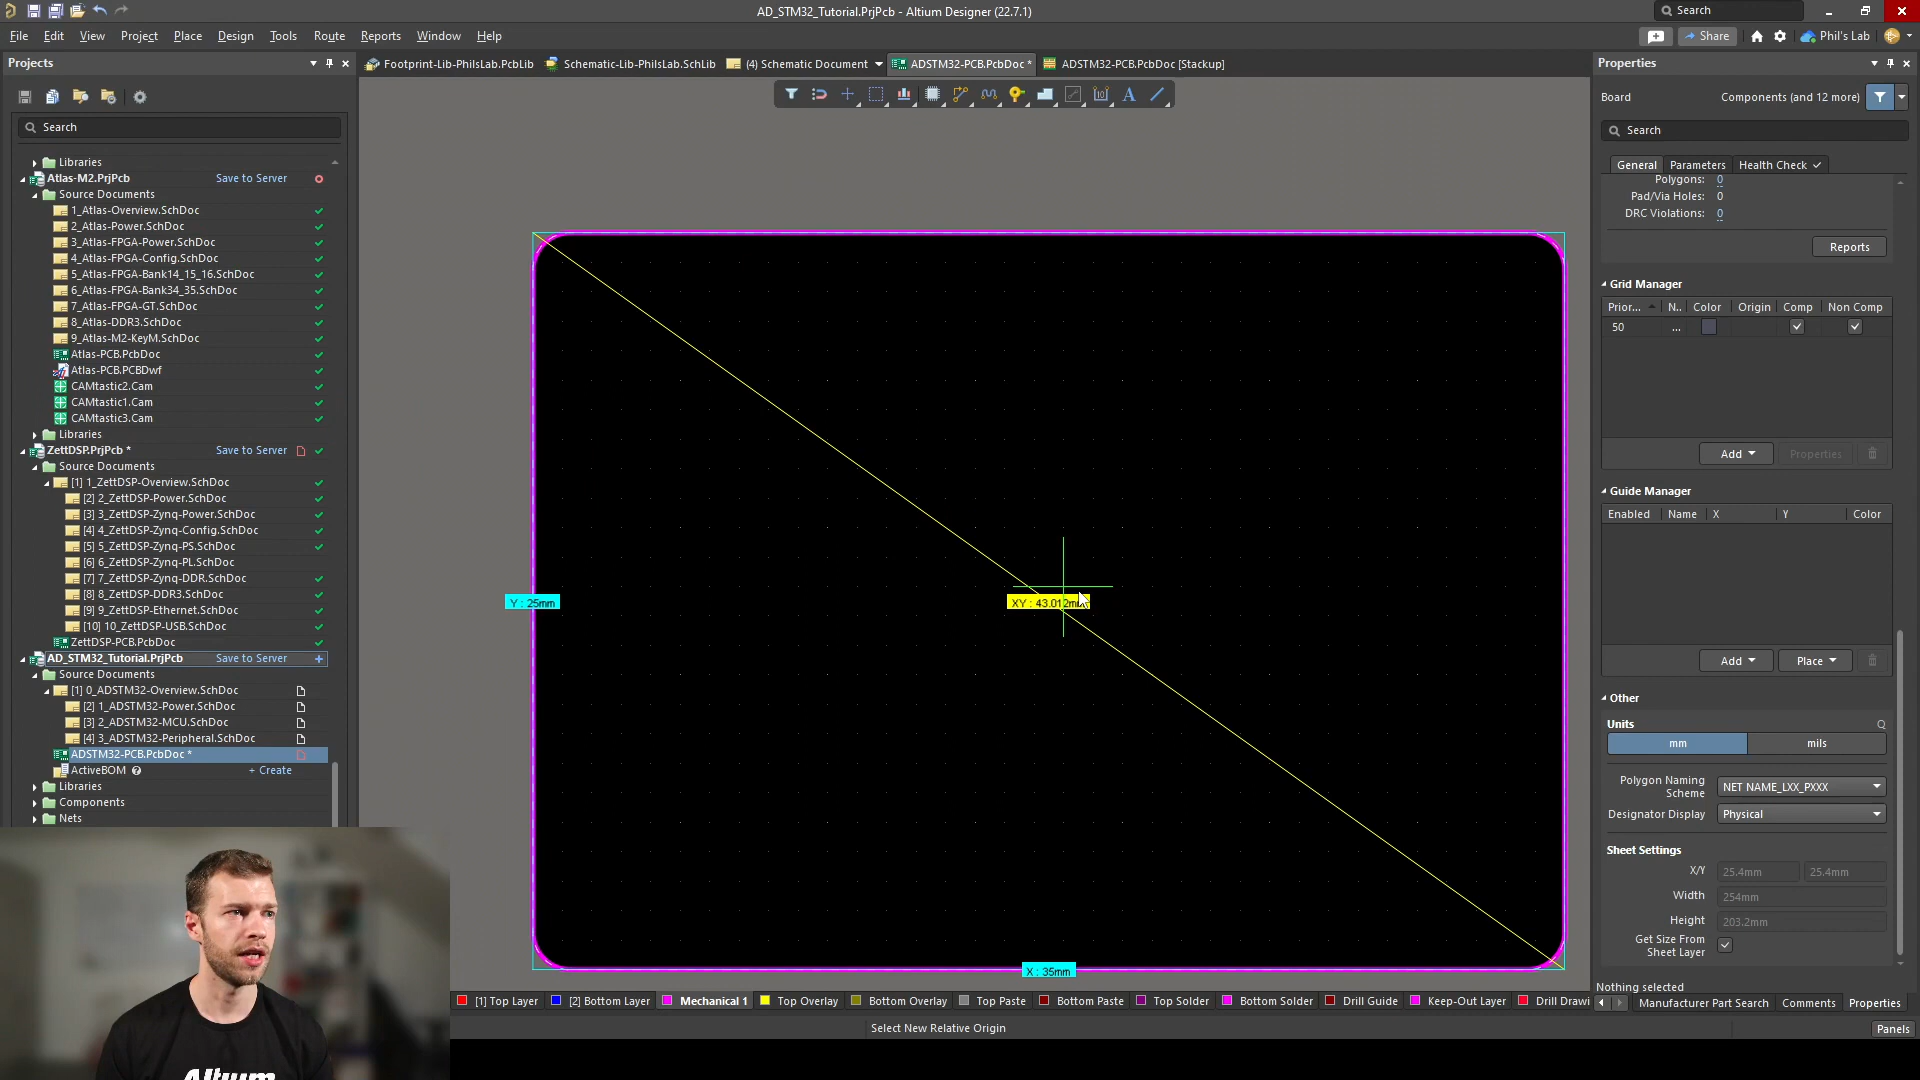 AD_STM32_Tutorial.PrjPcb - Altium Designer (22.7.1)
Search
File Edit View Project Place Design Tools Route Reports Window Help
Share
Phil's Lab
Projects
Footprint-Lib-PhilsLab.PcbLib
Schematic-Lib-PhilsLab.SchLib
(4) Schematic Document
ADSTM32-PCB.PcbDoc *
ADSTM32-PCB.PcbDoc [Stackup]
Properties
Search
Libraries
Atlas-M2.PrjPcb Save to Server
Source Documents
1_Atlas-Overview.SchDoc
2_Atlas-Power.SchDoc
3_Atlas-FPGA-Power.SchDoc
4_Atlas-FPGA-Config.SchDoc
5_Atlas-FPGA-Bank14_15_16.SchDoc
6_Atlas-FPGA-Bank34_35.SchDoc
7_Atlas-FPGA-GT.SchDoc
8_Atlas-DDR3.SchDoc
9_Atlas-M2-KeyM.SchDoc
Atlas-PCB.PcbDoc
Atlas-PCB.PCBDwf
CAMtastic2.Cam
CAMtastic1.Cam
CAMtastic3.Cam
Libraries
ZettDSP.PrjPcb * Save to Server
Source Documents
[1] 1_ZettDSP-Overview.SchDoc
[2] 2_ZettDSP-Power.SchDoc
[3] 3_ZettDSP-Zynq-Power.SchDoc
[4] 4_ZettDSP-Zynq-Config.SchDoc
[5] 5_ZettDSP-Zynq-PS.SchDoc
[6] 6_ZettDSP-Zynq-PL.SchDoc
[7] 7_ZettDSP-Zynq-DDR.SchDoc
[8] 8_ZettDSP-DDR3.SchDoc
[9] 9_ZettDSP-Ethernet.SchDoc
[10] 10_ZettDSP-USB.SchDoc
ZettDSP-PCB.PcbDoc
AD_STM32_Tutorial.PrjPcb Save to Server
Source Documents
[1] 0_ADSTM32-Overview.SchDoc
[2] 1_ADSTM32-Power.SchDoc
[3] 2_ADSTM32-MCU.SchDoc
[4] 3_ADSTM32-Peripheral.SchDoc
ADSTM32-PCB.PcbDoc *
ActiveBOM + Create
Libraries
Components
Nets
Y : 25mm
XY : 43.012m
X : 35mm
Altium
Board Components (and 12 more)
Search
General Parameters Health Check
Polygons: 0
Pad/Via Holes: 0
DRC Violations: 0
Reports
Grid Manager
Prior... N.. Color Origin Comp Non Comp
50 ...
Add Properties
Guide Manager
Enabled Name X Y Color
Add Place
Other
Units
mm mils
Polygon Naming Scheme NET NAME_LXX_PXXX
Designator Display Physical
Sheet Settings
X/Y 25.4mm 25.4mm
Width 254mm
Height 203.2mm
Get Size From Sheet Layer
Nothing selected
[1] Top Layer [2] Bottom Layer Mechanical 1 Top Overlay Bottom Overlay Top Paste Bottom Paste Top Solder Bottom Solder Drill Guide Keep-Out Layer Drill Drawi
Manufacturer Part Search Comments Properties
Select New Relative Origin
Panels